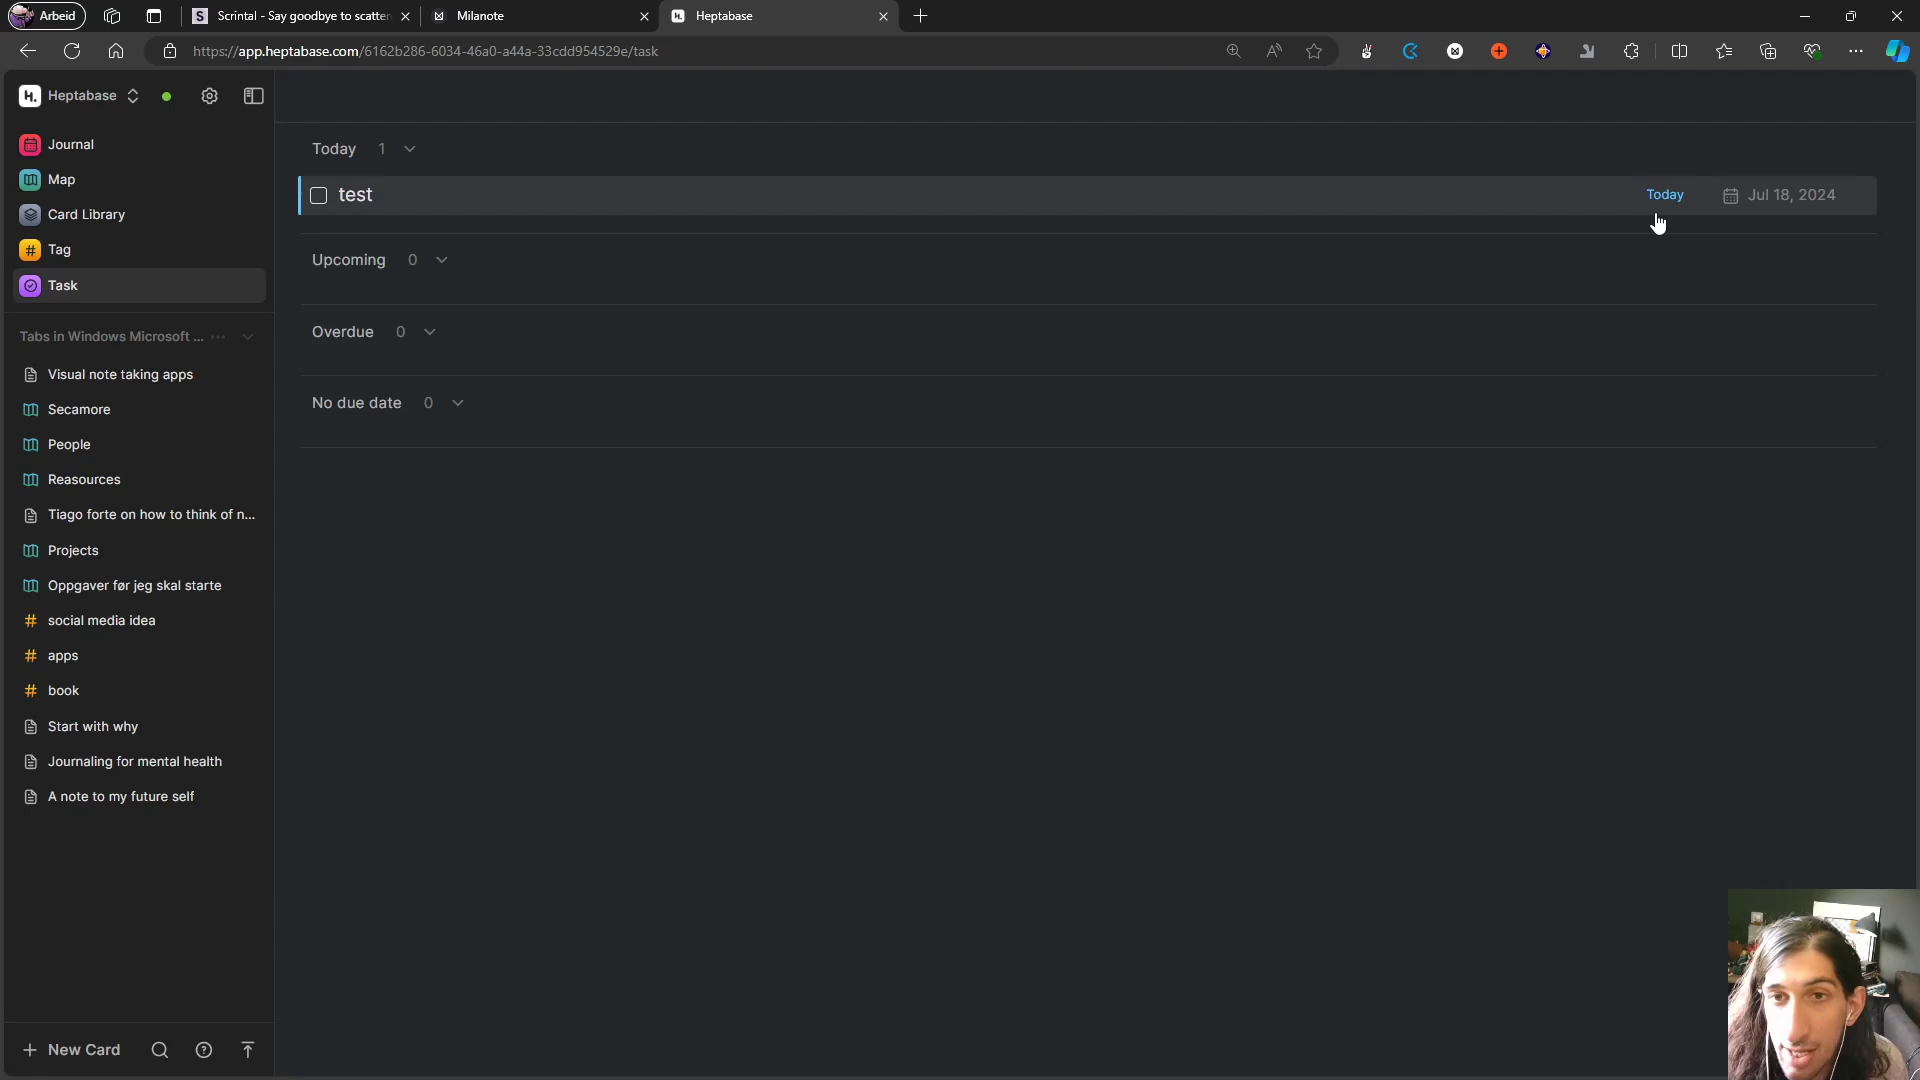 Arbeid
Scrintal - Say goodbye to scatter
Milanote
Heptabase
https://app.heptabase.com/6162b286-6034-46a0-a44a-33cdd954529e/task
Heptabase
Journal
Map
Card Library
Tag
Task
Tabs in Windows Microsoft ...
Visual note taking apps
Secamore
People
Reasources
Tiago forte on how to think of n...
Projects
Oppgaver før jeg skal starte
social media idea
apps
book
Start with why
Journaling for mental health
A note to my future self
New Card
Today 1
test Today Jul 18, 2024
Upcoming 0
Overdue 0
No due date 0